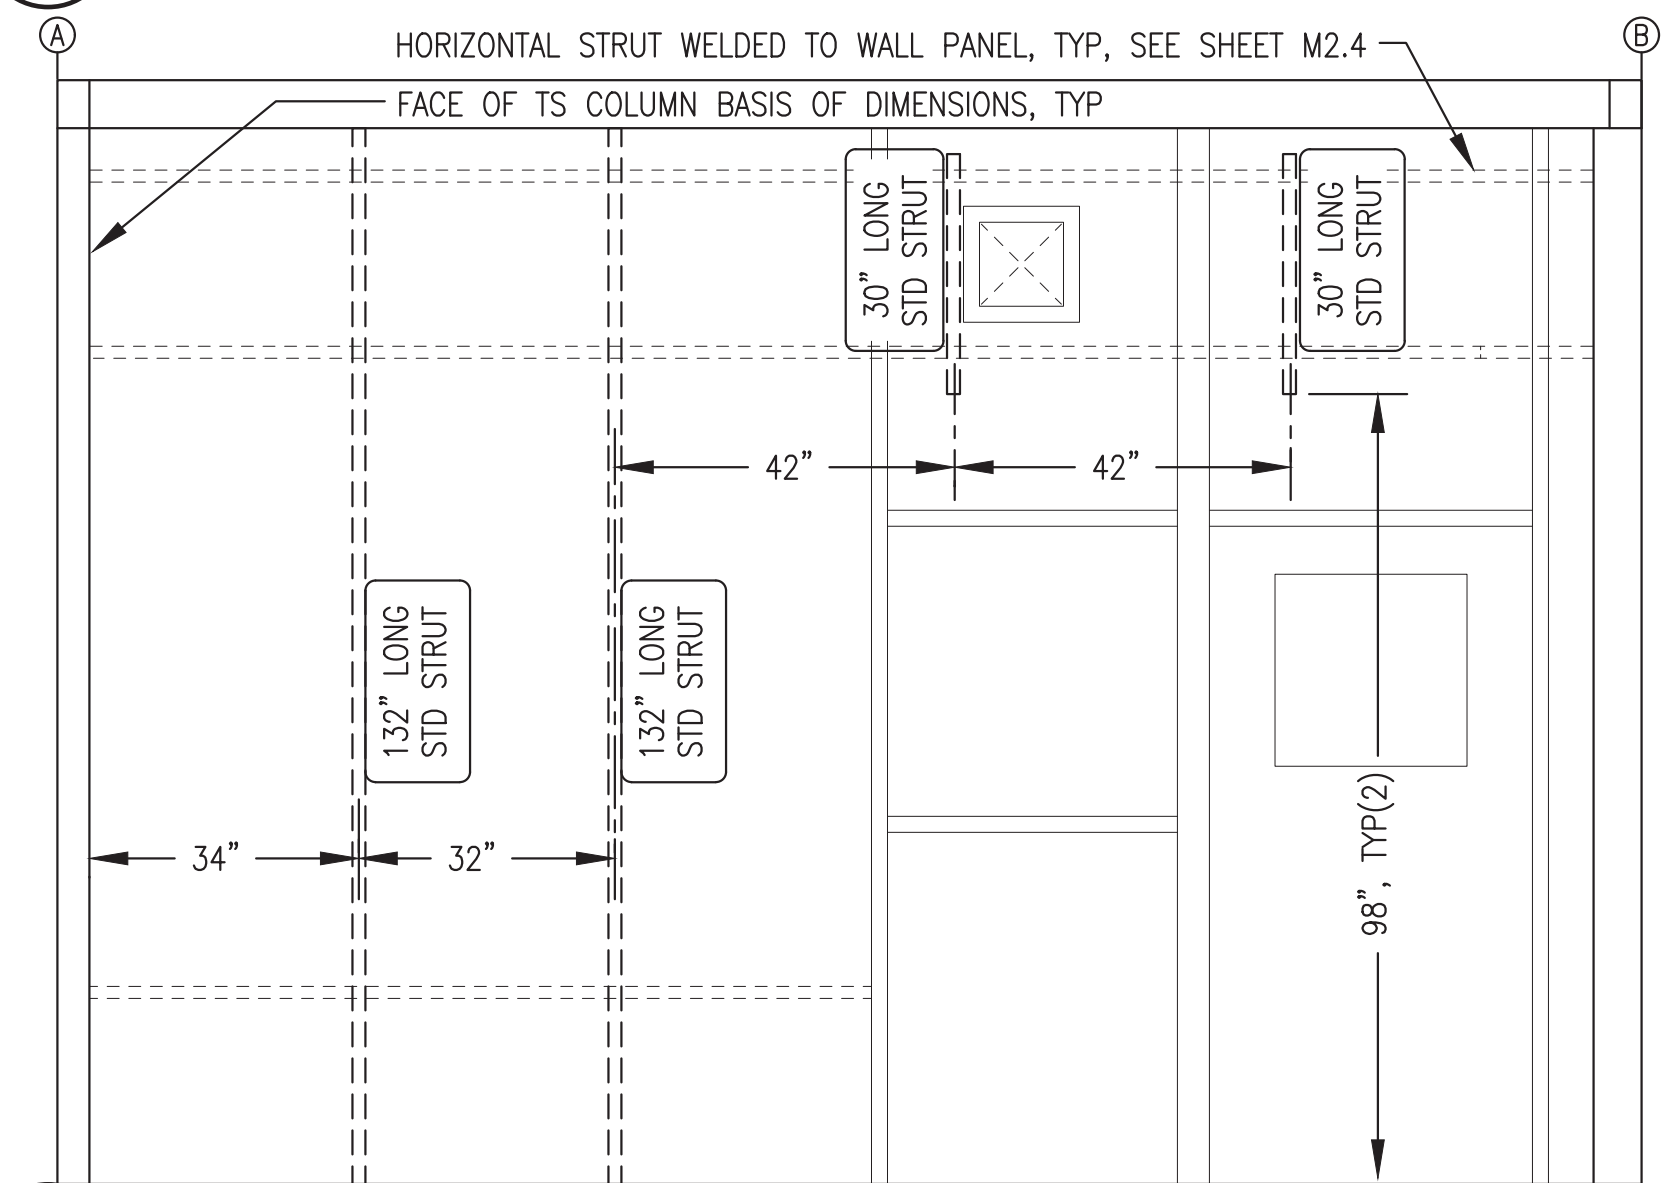 A
B
HORIZONTAL STRUT WELDED TO WALL PANEL, TYP, SEE SHEET M2.4
FACE OF TS COLUMN BASIS OF DIMENSIONS, TYP
30” LONG
STD STRUT
30” LONG
STD STRUT
42”
42”
132” LONG
STD STRUT
132” LONG
STD STRUT
34”
32”
98”, TYP(2)